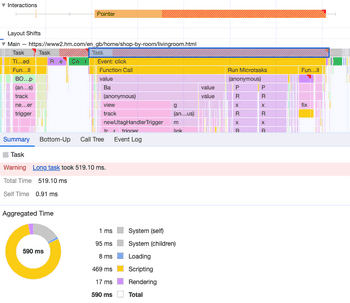 Interactions
Pointer
Layout Shifts
Main — https://www2.hm.com/en_gb/home/shop-by-room/livingroom.html
Task Task Task
Ti...ed Event: click
Fun...ll Function Call Run Microtasks Fun...ll
BO...p value (anonymous) value
(an...s) Ba value P P
track (anonymous) (anonymous) R R
ne...er view g x x fix
trigger track (an...us) R R
newUtagHandlerTrigger m x x
Summary Bottom-Up Call Tree Event Log
Task
Warning Long task took 519.10 ms.
Total Time 519.10 ms
Self Time 0.91 ms
Aggregated Time
590 ms
1 ms System (self)
95 ms System (children)
8 ms Loading
469 ms Scripting
17 ms Rendering
590 ms Total